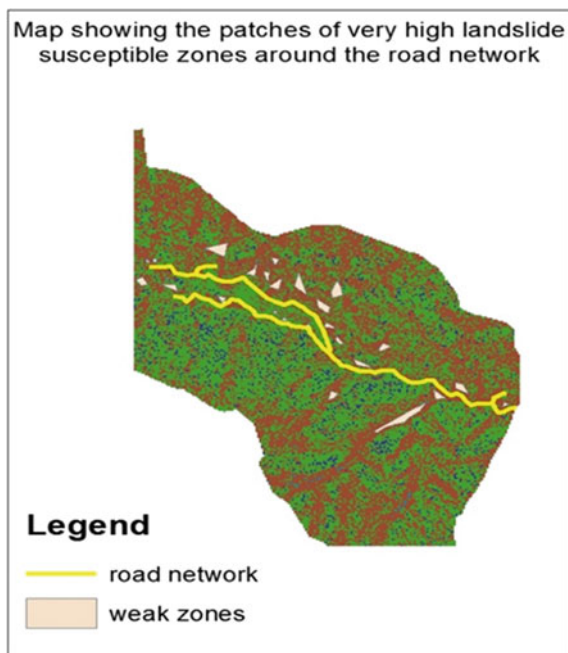 Map showing the patches of very high landslide
susceptible zones around the road network
Legend
road network
weak zones